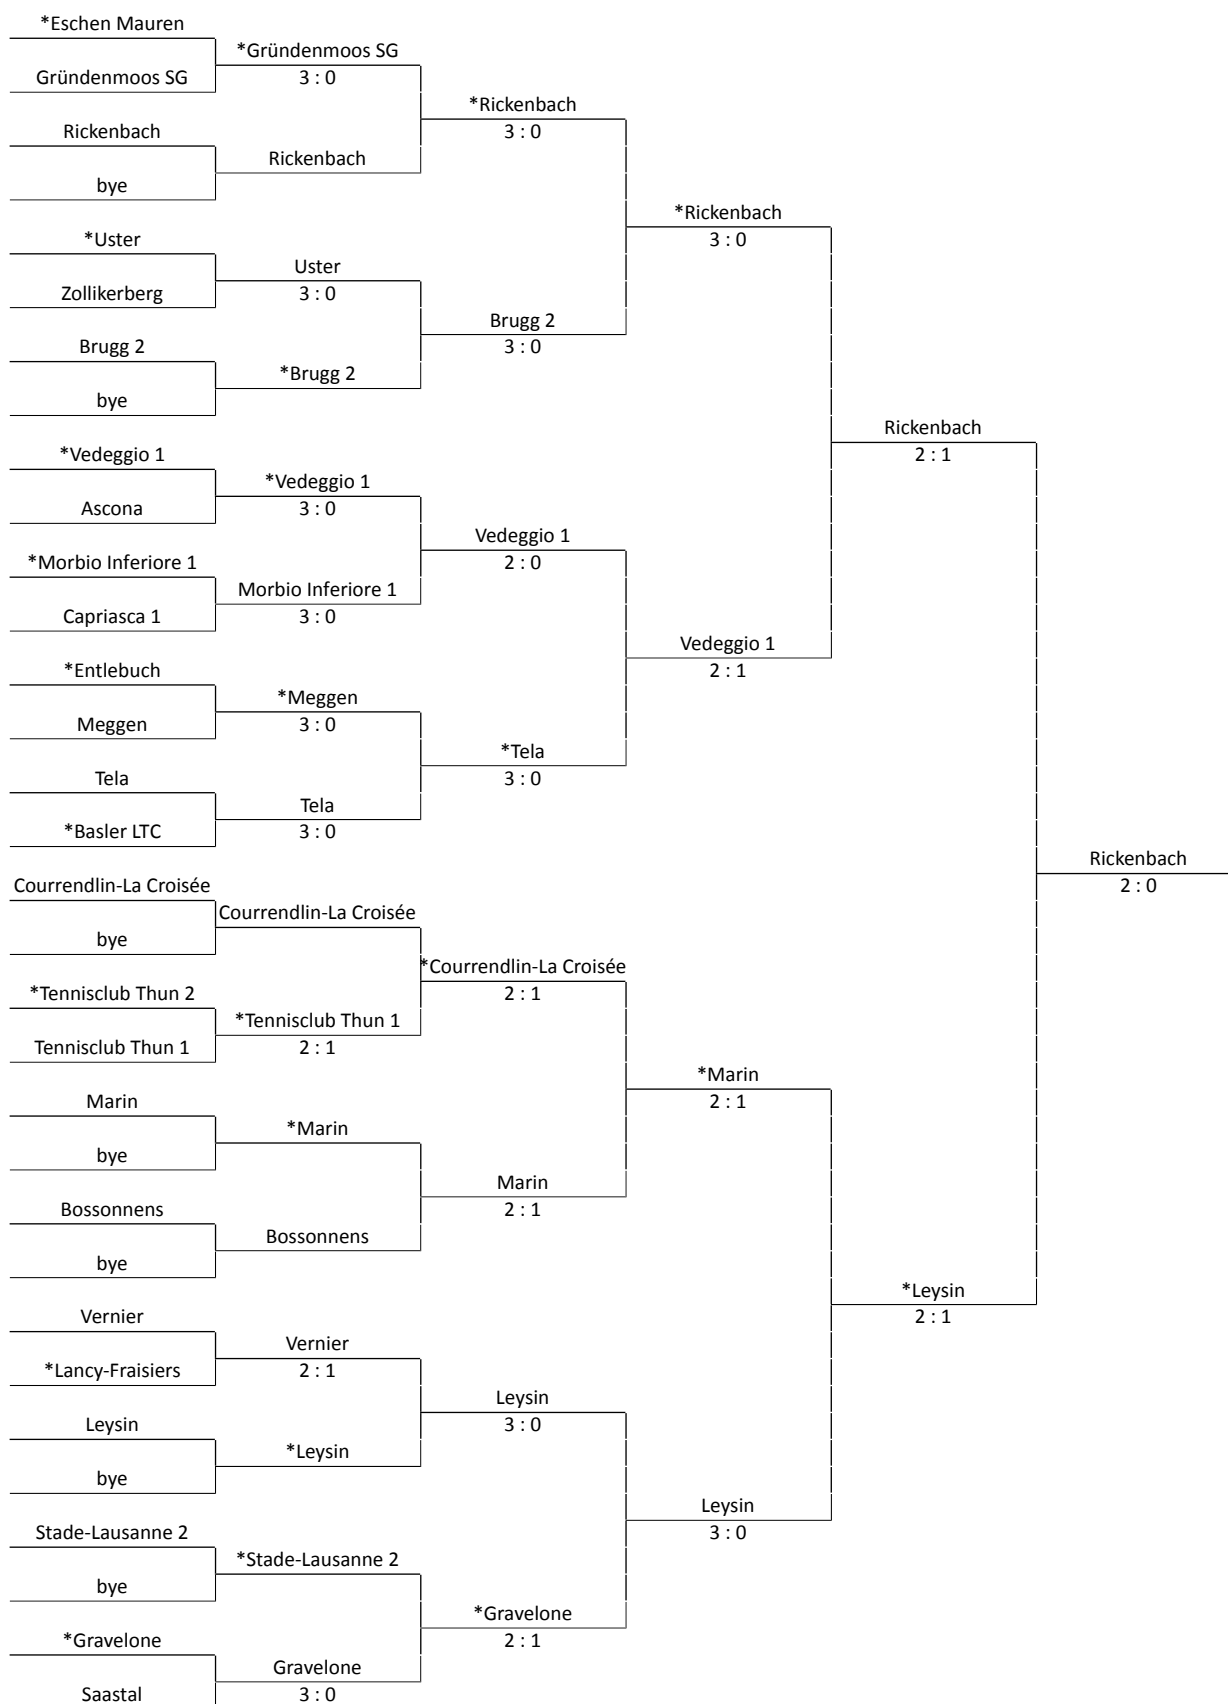 *Eschen Mauren
*Gründenmoos SG
Gründenmoos SG
3 : 0
*Rickenbach
Rickenbach
3 : 0
Rickenbach
bye
*Rickenbach
*Uster
3 : 0
Uster
Zollikerberg
3 : 0
Brugg 2
Brugg 2
3 : 0
*Brugg 2
bye
Rickenbach
*Vedeggio 1
2 : 1
*Vedeggio 1
Ascona
3 : 0
Vedeggio 1
*Morbio Inferiore 1
2 : 0
Morbio Inferiore 1
Capriasca 1
3 : 0
Vedeggio 1
*Entlebuch
2 : 1
*Meggen
Meggen
3 : 0
*Tela
Tela
3 : 0
Tela
*Basler LTC
3 : 0
Rickenbach
Courrendlin-La Croisée
2 : 0
Courrendlin-La Croisée
bye
*Courrendlin-La Croisée
*Tennisclub Thun 2
2 : 1
*Tennisclub Thun 1
Tennisclub Thun 1
2 : 1
*Marin
Marin
2 : 1
*Marin
bye
Marin
Bossonnens
2 : 1
Bossonnens
bye
*Leysin
Vernier
2 : 1
Vernier
*Lancy-Fraisiers
2 : 1
Leysin
Leysin
3 : 0
*Leysin
bye
Leysin
Stade-Lausanne 2
3 : 0
*Stade-Lausanne 2
bye
*Gravelone
*Gravelone
2 : 1
Gravelone
Saastal
3 : 0